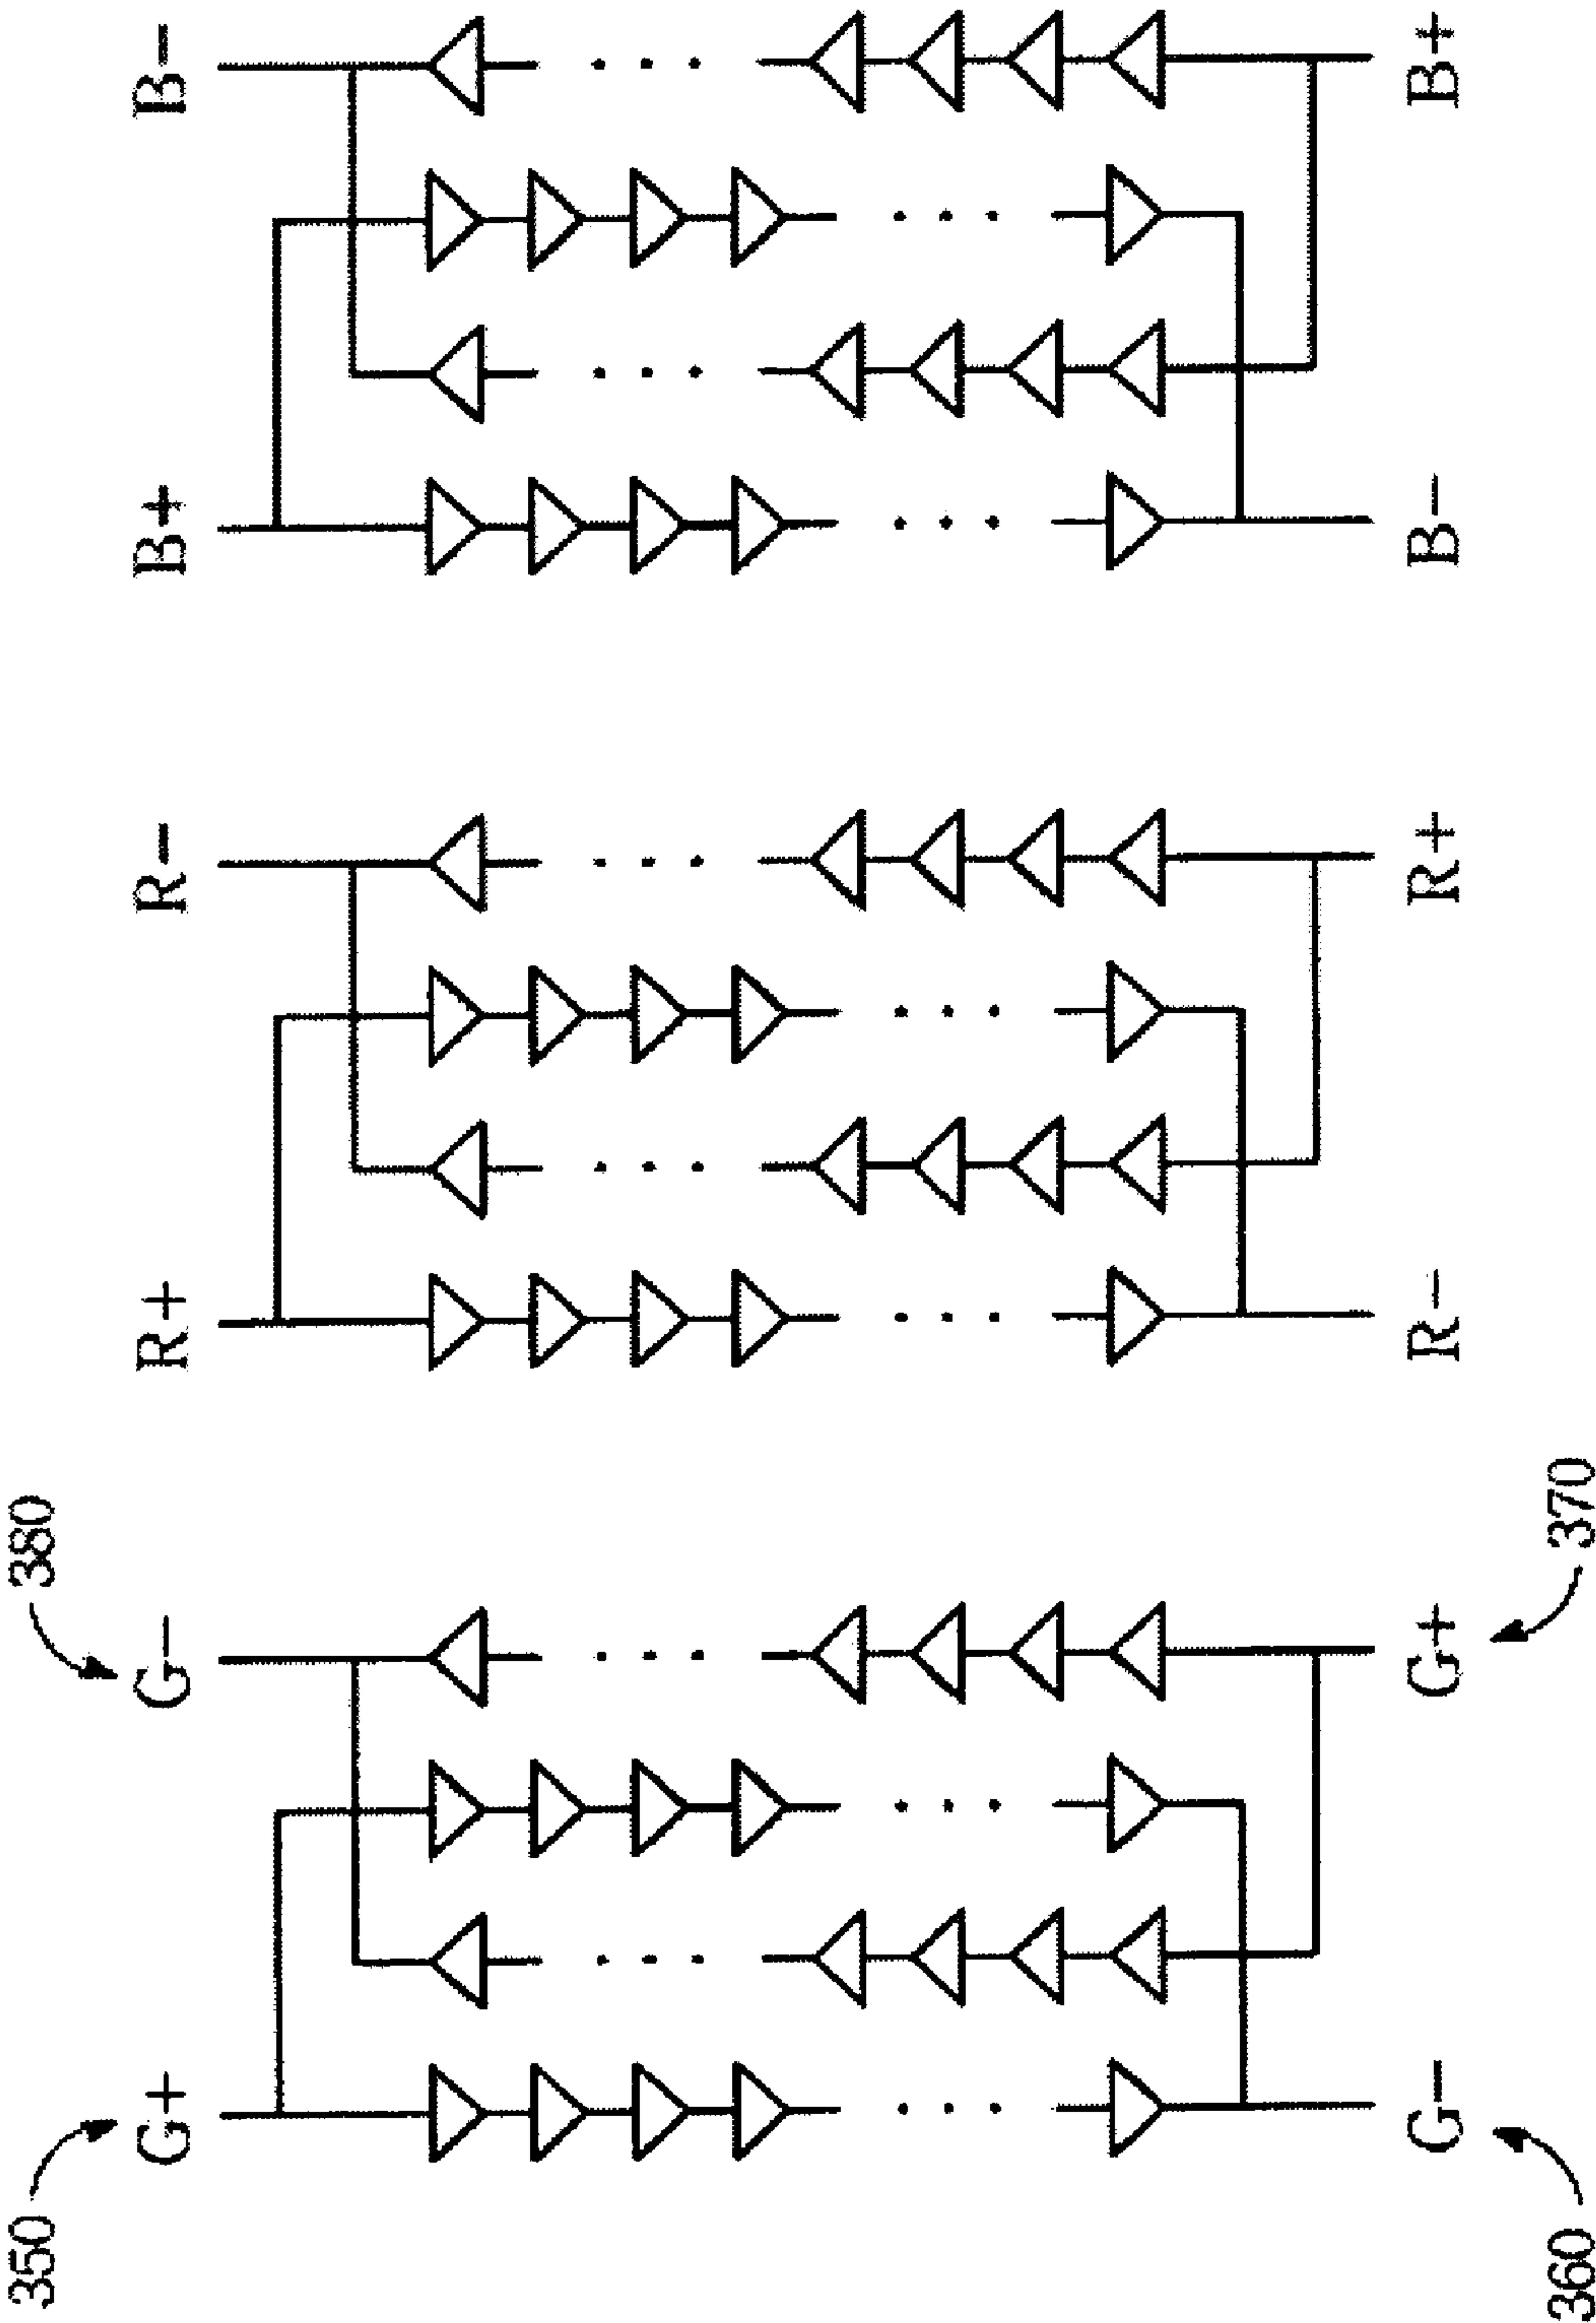 350 380
G+ G− R+ R− B+ B−
G− G+ R− R+ B− B+
360 370